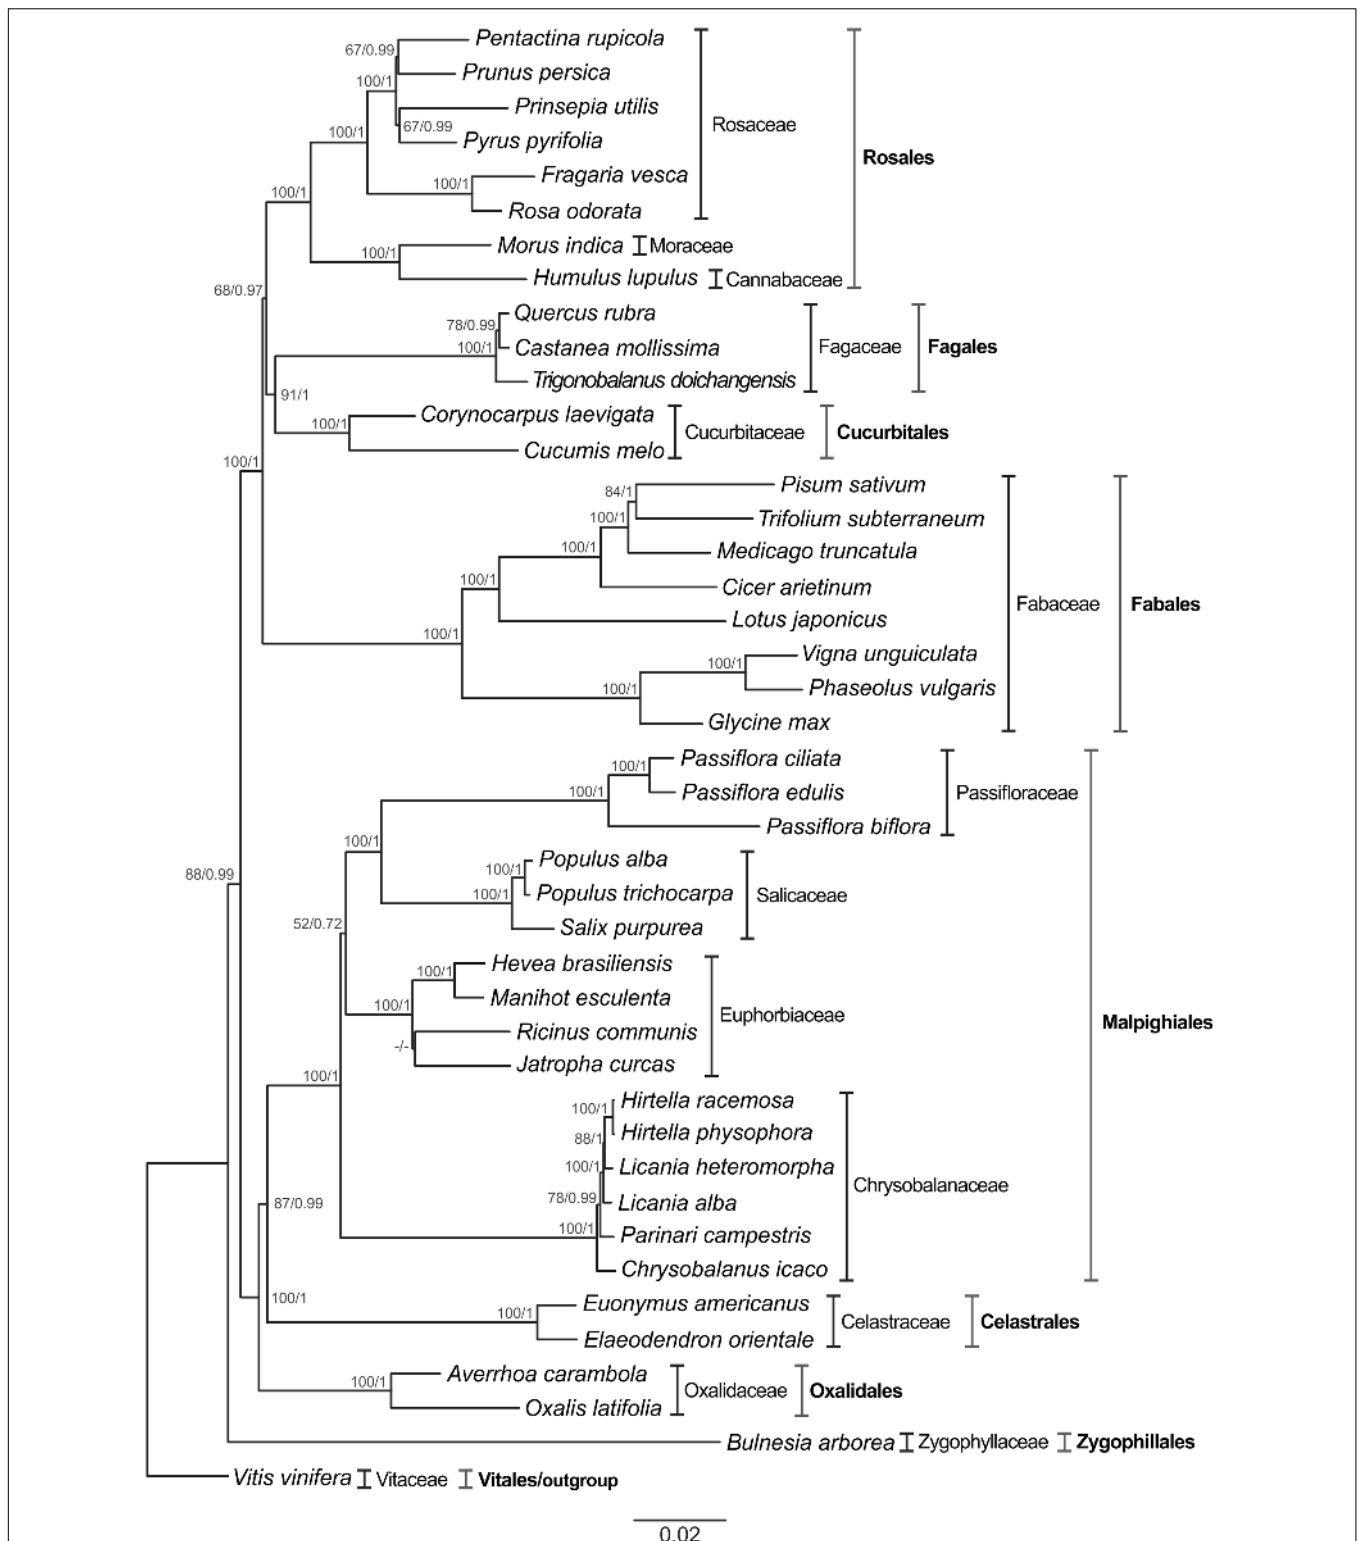 Pentactina rupicola
67/0.99
Prunus persica
100/1
Prinsepia utilis
67/0.99
Rosaceae
100/1
Pyrus pyrifolia
Rosales
Fragaria vesca
100/1
100/1
Rosa odorata
Morus indica
Moraceae
100/1
Humulus lupulus
Cannabaceae
68/0.97
Quercus rubra
78/0.99
100/1
Castanea mollissima
Fagaceae
Fagales
Trigonobalanus doichangensis
91/1
Corynocarpus laevigata
100/1
Cucurbitaceae
Cucurbitales
Cucumis melo
100/1
Pisum sativum
84/1
Trifolium subterraneum
100/1
Medicago truncatula
100/1
100/1
Cicer arietinum
Fabaceae
Fabales
Lotus japonicus
100/1
Vigna unguiculata
100/1
100/1
Phaseolus vulgaris
Glycine max
Passiflora ciliata
100/1
100/1
Passiflora edulis
Passifloraceae
Passiflora biflora
100/1
Populus alba
100/1
88/0.99
100/1
Populus trichocarpa
Salicaceae
52/0.72
Salix purpurea
Hevea brasiliensis
100/1
100/1
Manihot esculenta
Euphorbiaceae
Malpighiales
Ricinus communis
-/-
Jatropha curcas
100/1
Hirtella racemosa
100/1
Hirtella physophora
88/1
100/1
Licania heteromorpha
Chrysobalanaceae
78/0.99
87/0.99
Licania alba
100/1
Parinari campestris
Chrysobalanus icaco
100/1
Euonymus americanus
100/1
Celastraceae
Celastrales
Elaeodendron orientale
Averrhoa carambola
100/1
Oxalidaceae
Oxalidales
Oxalis latifolia
Bulnesia arborea
Zygophyllaceae
Zygophillales
Vitis vinifera
Vitaceae
Vitales/outgroup
0.02